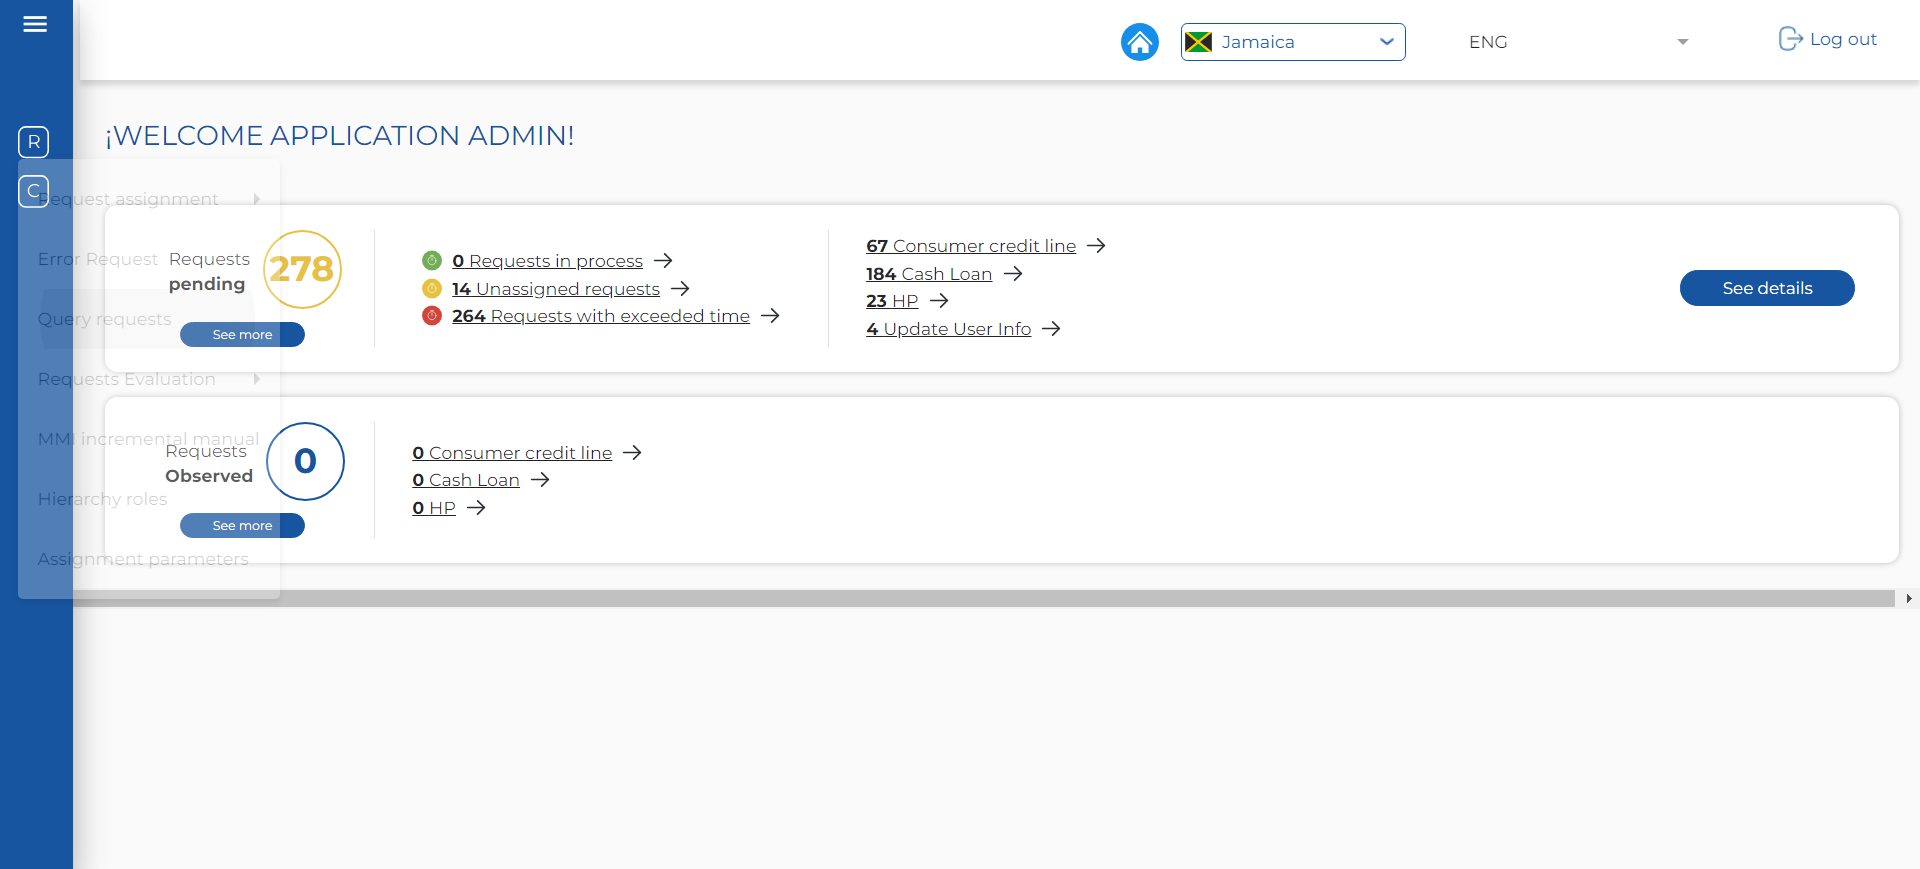 Jamaica
ENG
Log out
¡WELCOME APPLICATION ADMIN!
R
C
Request assignment
Error Request
Query requests
Requests Evaluation
MMI incremental manual
Hierarchy roles
Assignment parameters
Requests
pending
278
See more
0 Requests in process
14 Unassigned requests
264 Requests with exceeded time
67 Consumer credit line
184 Cash Loan
23 HP
4 Update User Info
See details
Requests
Observed
0
See more
0 Consumer credit line
0 Cash Loan
0 HP